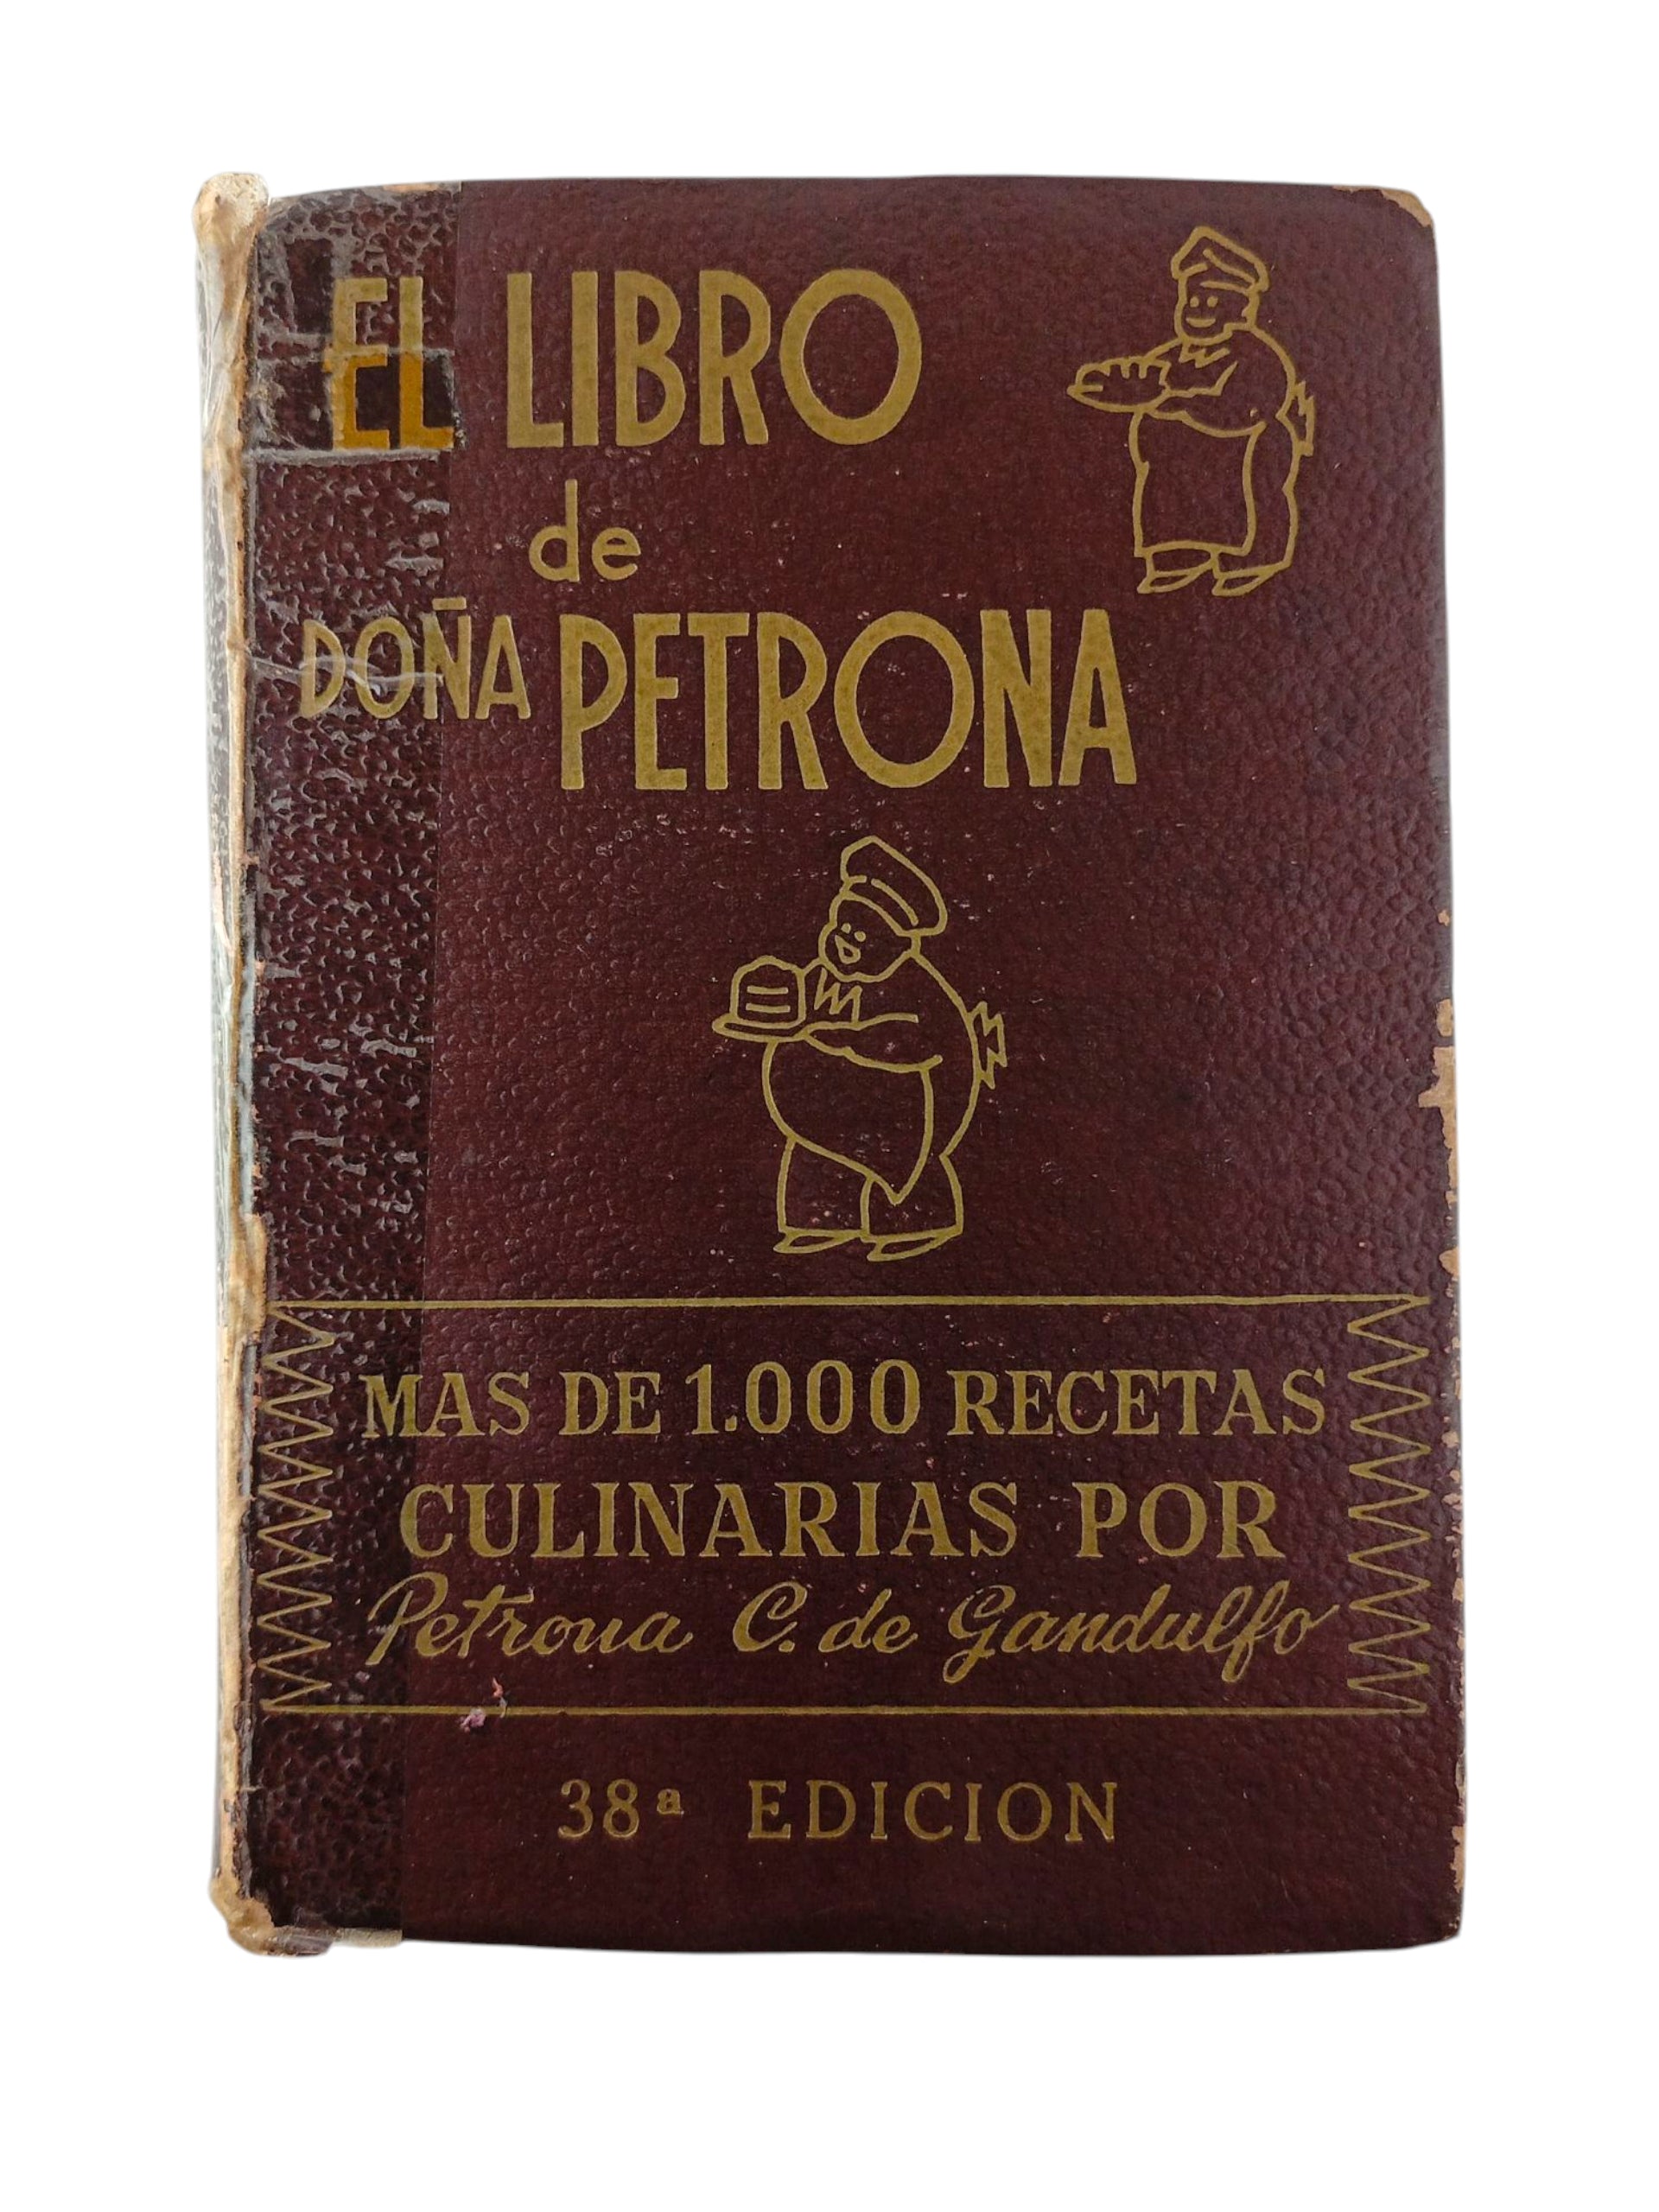 EL LIBRO
de
DOÑA PETRONA
MAS DE 1.000 RECETAS
CULINARIAS POR
Petrona C. de Gandulfo
38ª EDICION